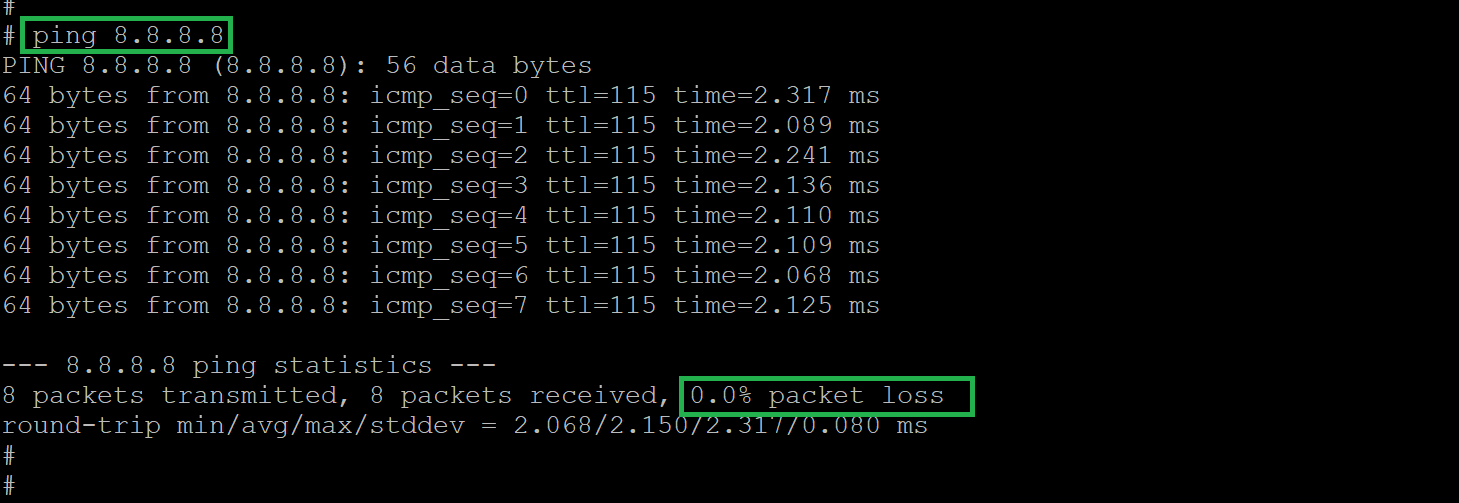 #
# ping 8.8.8.8
PING 8.8.8.8 (8.8.8.8): 56 data bytes
64 bytes from 8.8.8.8: icmp_seq=0 ttl=115 time=2.317 ms
64 bytes from 8.8.8.8: icmp_seq=1 ttl=115 time=2.089 ms
64 bytes from 8.8.8.8: icmp_seq=2 ttl=115 time=2.241 ms
64 bytes from 8.8.8.8: icmp_seq=3 ttl=115 time=2.136 ms
64 bytes from 8.8.8.8: icmp_seq=4 ttl=115 time=2.110 ms
64 bytes from 8.8.8.8: icmp_seq=5 ttl=115 time=2.109 ms
64 bytes from 8.8.8.8: icmp_seq=6 ttl=115 time=2.068 ms
64 bytes from 8.8.8.8: icmp_seq=7 ttl=115 time=2.125 ms
--- 8.8.8.8 ping statistics ---
8 packets transmitted, 8 packets received, 0.0% packet loss
round-trip min/avg/max/stddev = 2.068/2.150/2.317/0.080 ms
#
#